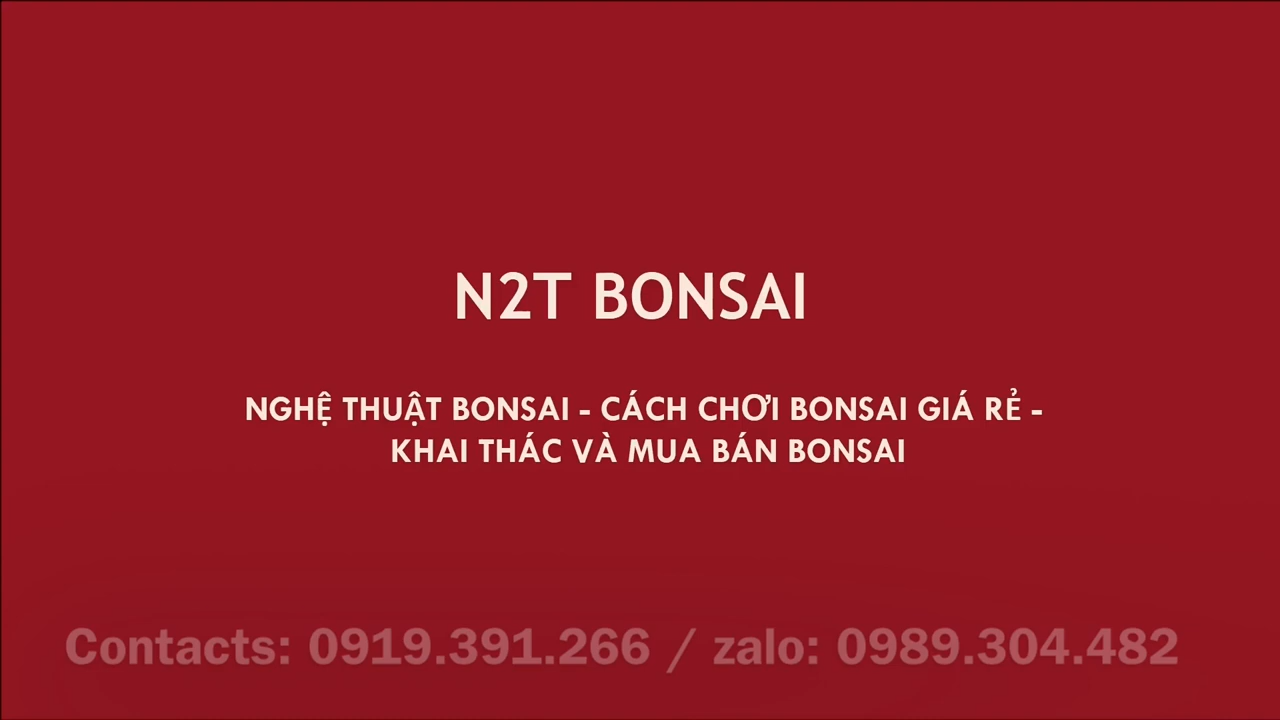 N2T BONSAI
NGHỆ THUẬT BONSAI - CÁCH CHƠI BONSAI GIÁ RẺ -
KHAI THÁC VÀ MUA BÁN BONSAI
Contacts: 0919.391.266 / zalo: 0989.304.482